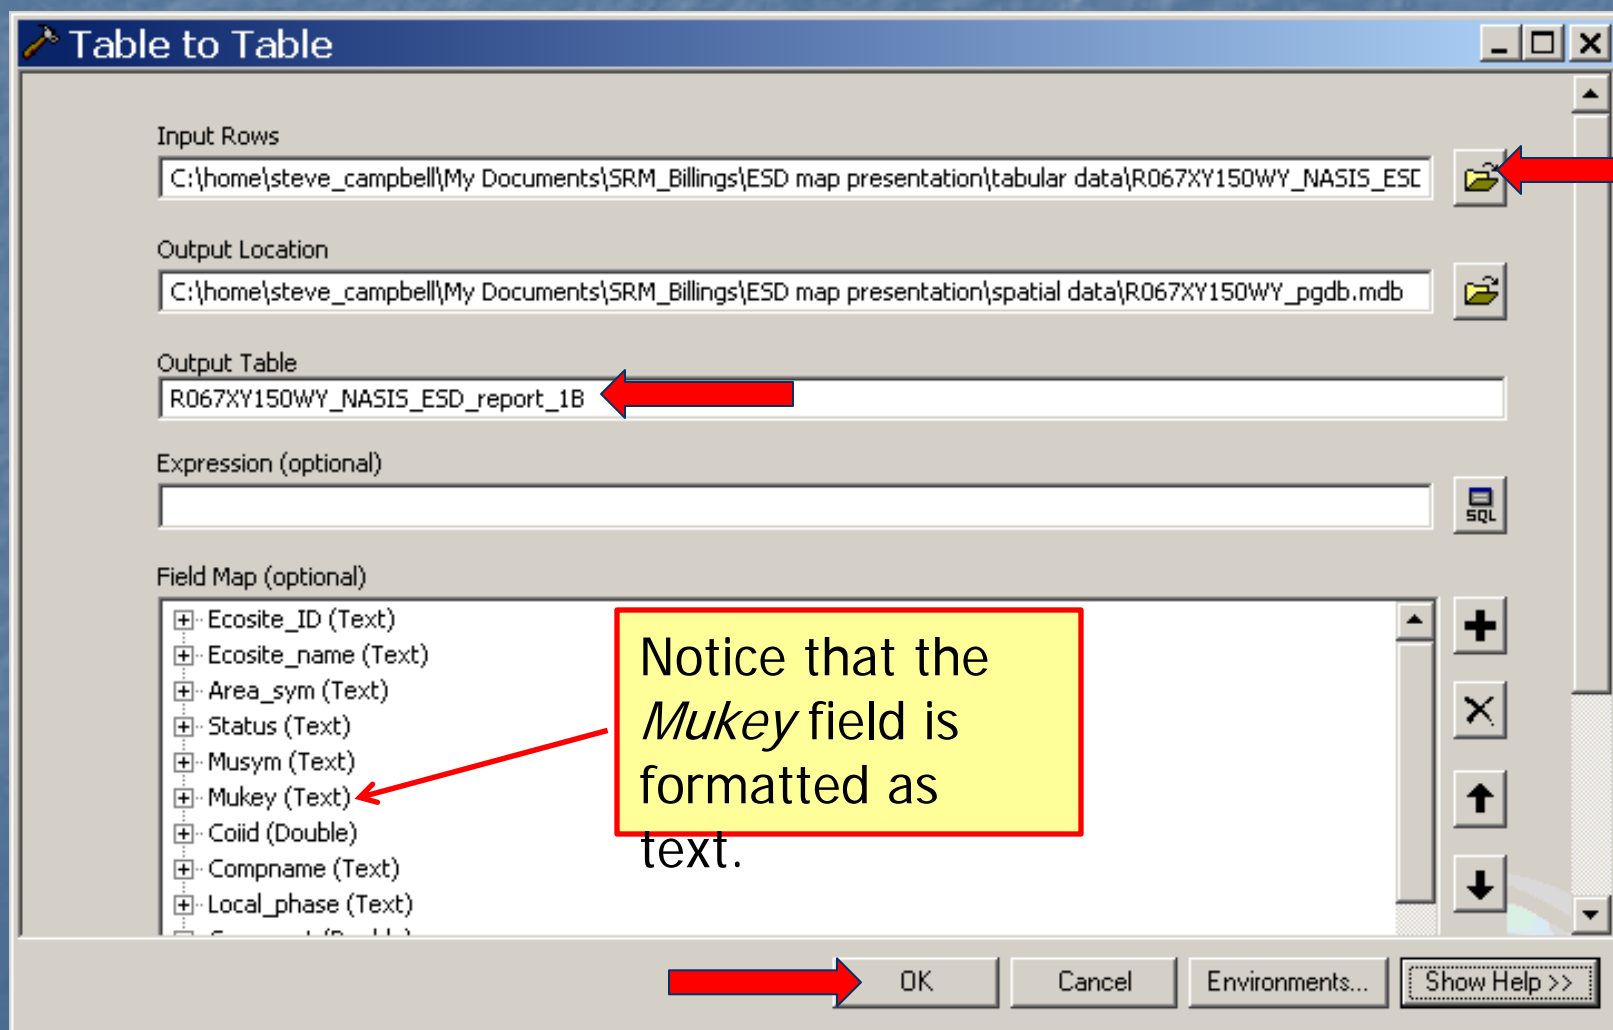 Table to Table
Input Rows
C:\home\steve_campbell\My Documents\SRM_Billings\ESD map presentation\tabular data\R067XY150WY_NASIS_ESD
Output Location
C:\home\steve_campbell\My Documents\SRM_Billings\ESD map presentation\spatial data\R067XY150WY_pgdb.mdb
Output Table
R067XY150WY_NASIS_ESD_report_1B
Expression (optional)
SQL
Field Map (optional)
Ecosite_ID (Text)
Ecosite_name (Text)
Area_sym (Text)
Status (Text)
Musym (Text)
Mukey (Text)
Coiid (Double)
Compname (Text)
Local_phase (Text)
Notice that the
Mukey field is
formatted as
text.
OK
Cancel
Environments...
Show Help >>